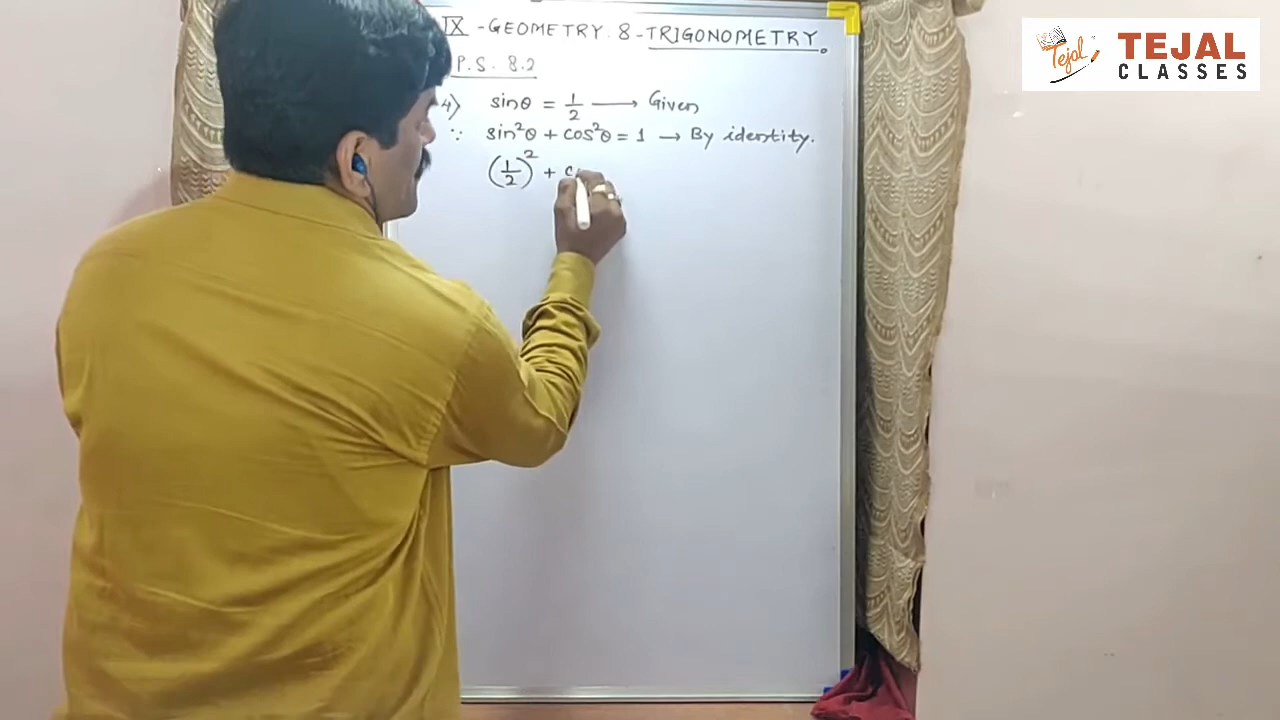 IX - GEOMETRY. 8 - TRIGONOMETRY.
P.S. 8.2
4) sinθ = 1/2 ⟶ Given
∵ sin²θ + cos²θ = 1 → By identity.
(1/2)² + c
Tejal
TEJAL
CLASSES